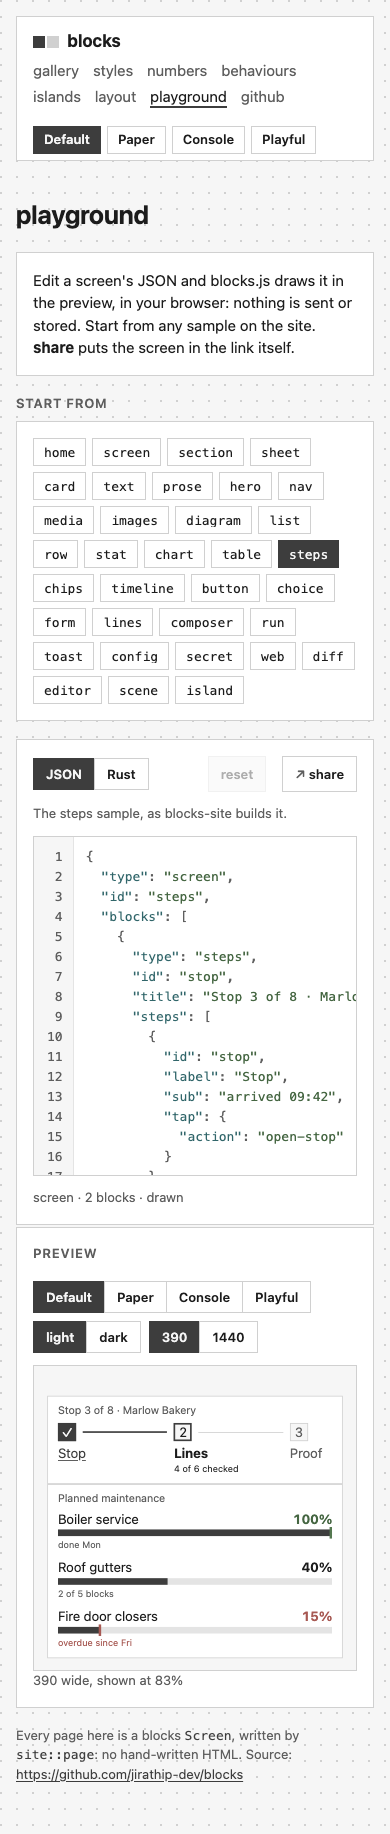 blocks
gallery styles numbers behaviours
islands layout playground github
Default Paper Console Playful
playground
Edit a screen's JSON and blocks.js draws it in
the preview, in your browser: nothing is sent or
stored. Start from any sample on the site.
share puts the screen in the link itself.
START FROM
home screen section sheet
card text prose hero nav
media images diagram list
row stat chart table steps
chips timeline button choice
form lines composer run
toast config secret web diff
editor scene island
JSON Rust reset ↗ share
The steps sample, as blocks-site builds it.
1 {
2 "type": "screen",
3 "id": "steps",
4 "blocks": [
5 {
6 "type": "steps",
7 "id": "stop",
8 "title": "Stop 3 of 8 · Marlo
9 "steps": [
10 {
11 "id": "stop",
12 "label": "Stop",
13 "sub": "arrived 09:42",
14 "tap": {
15 "action": "open-stop"
16 }
17 }
screen · 2 blocks · drawn
PREVIEW
Default Paper Console Playful
light dark 390 1440
Stop 3 of 8 · Marlow Bakery
2 3
Stop Lines Proof
4 of 6 checked
Planned maintenance
Boiler service 100%
done Mon
Roof gutters 40%
2 of 5 blocks
Fire door closers 15%
overdue since Fri
390 wide, shown at 83%
Every page here is a blocks Screen, written by
site::page: no hand-written HTML. Source:
https://github.com/jirathip-dev/blocks